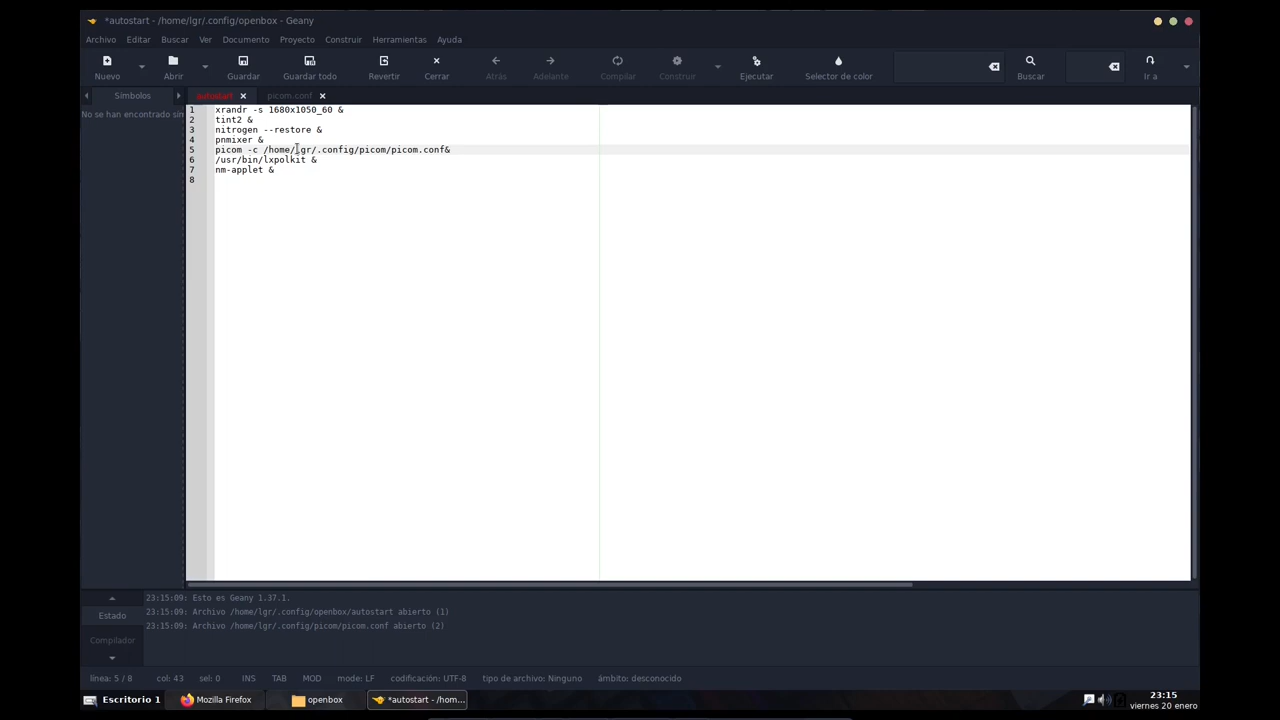 *autostart - /home/lgr/.config/openbox - Geany
Archivo Editar Buscar Ver Documento Proyecto Construir Herramientas Ayuda
Nuevo Abrir Guardar Guardar todo Revertir Cerrar Atrás Adelante Compilar Construir Ejecutar Selector de color Buscar Ir a
Símbolos autostart picom.conf
No se han encontrado sín
1 xrandr -s 1680x1050_60 &
2 tint2 &
3 nitrogen --restore &
4 pnmixer &
5 picom -c /home/lgr/.config/picom/picom.conf&
6 /usr/bin/lxpolkit &
7 nm-applet &
8
23:15:09: Esto es Geany 1.37.1.
Estado 23:15:09: Archivo /home/lgr/.config/openbox/autostart abierto (1)
23:15:09: Archivo /home/lgr/.config/picom/picom.conf abierto (2)
Compilador
línea: 5 / 8 col: 43 sel: 0 INS TAB MOD mode: LF codificación: UTF-8 tipo de archivo: Ninguno ámbito: desconocido
Escritorio 1 Mozilla Firefox openbox *autostart - /hom... 23:15
viernes 20 enero